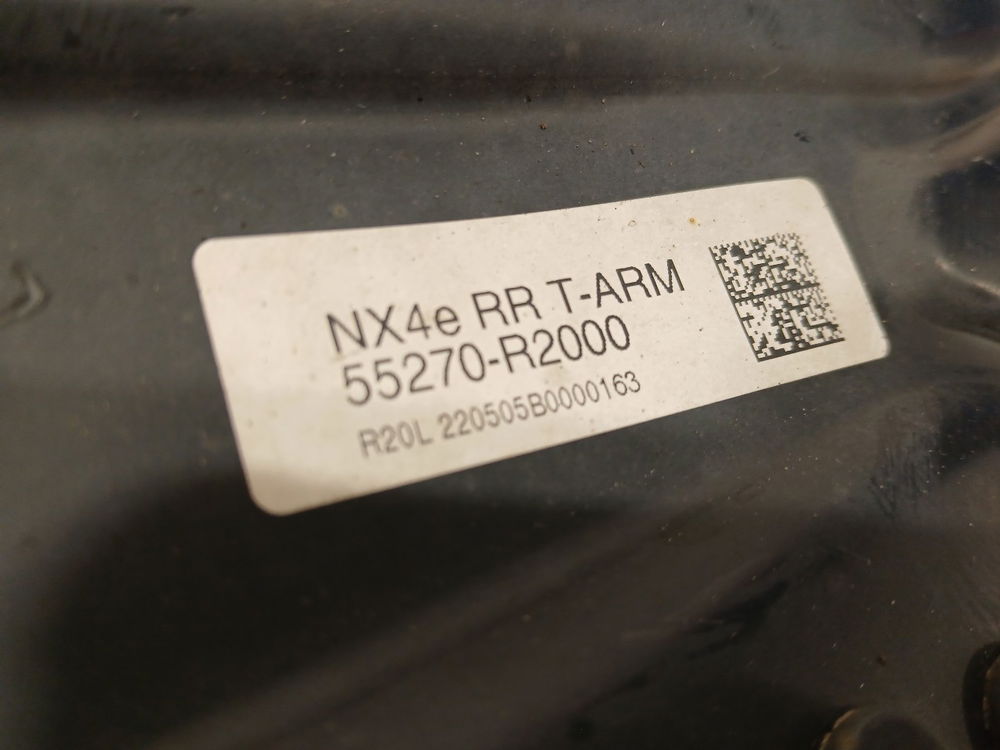 NX4e RR T-ARM
55270-R2000
R20L 220505B0000163